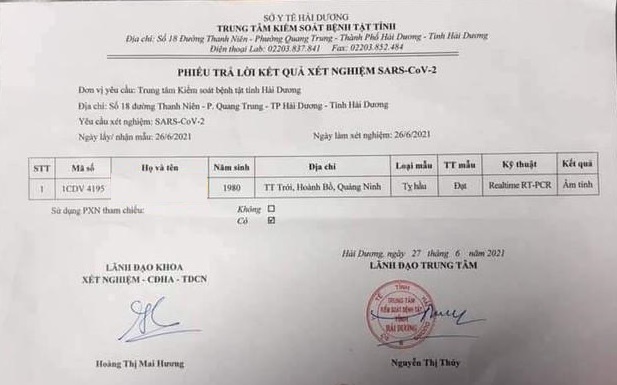 SỞ Y TẾ HẢI DƯƠNG
TRUNG TÂM KIỂM SOÁT BỆNH TẬT TỈNH
Địa chỉ: Số 18 Đường Thanh Niên - Phường Quang Trung - Thành Phố Hải Dương - Tỉnh Hải Dương
Điện thoại Lab: 02203.837.841 Fax: 02203.852.484
PHIẾU TRẢ LỜI KẾT QUẢ XÉT NGHIỆM SARS-CoV-2
Đơn vị yêu cầu: Trung tâm Kiểm soát bệnh tật tỉnh Hải Dương
Địa chỉ: Số 18 đường Thanh Niên - P. Quang Trung - TP Hải Dương - Tỉnh Hải Dương
Yêu cầu xét nghiệm: SARS-CoV-2
Ngày lấy/ nhận mẫu: 26/6/2021 Ngày làm xét nghiệm: 26/6/2021
STT Mã số Họ và tên Năm sinh Địa chỉ Loại mẫu TT mẫu Kỹ thuật Kết quả
1 1CDV 4195 1980 TT Trới, Hoành Bồ, Quảng Ninh Tỵ hầu Đạt Realtime RT-PCR Âm tính
Sử dụng PXN tham chiếu: Không ☐
Có ☑
Hải Dương, ngày 27 tháng 6 năm 2021
LÃNH ĐẠO KHOA LÃNH ĐẠO TRUNG TÂM
XÉT NGHIỆM - CDHA - TDCN
TRUNG TÂM
KIỂM SOÁT BỆNH TẬT
TỈNH
HẢI DƯƠNG
Hoàng Thị Mai Hương Nguyễn Thị Thúy